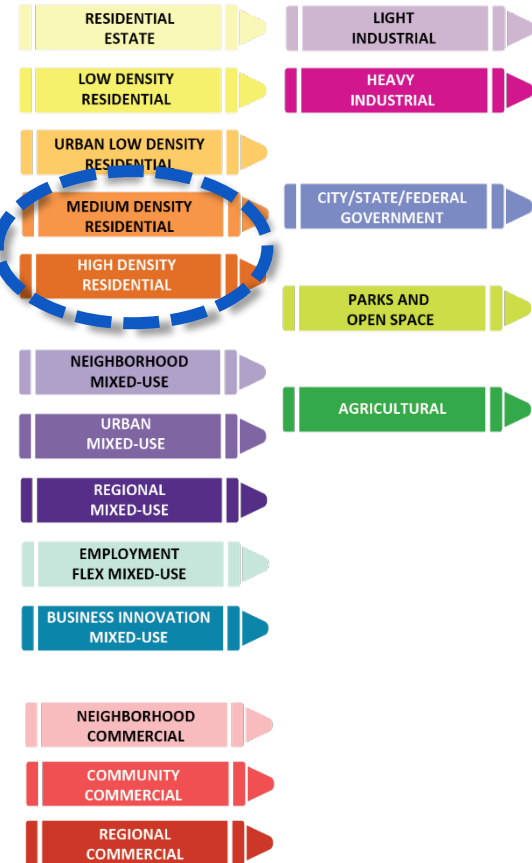 RESIDENTIAL
ESTATE
LOW DENSITY
RESIDENTIAL
URBAN LOW DENSITY
RESIDENTIAL
MEDIUM DENSITY
RESIDENTIAL
HIGH DENSITY
RESIDENTIAL
NEIGHBORHOOD
MIXED-USE
URBAN
MIXED-USE
REGIONAL
MIXED-USE
EMPLOYMENT
FLEX MIXED-USE
BUSINESS INNOVATION
MIXED-USE
NEIGHBORHOOD
COMMERCIAL
COMMUNITY
COMMERCIAL
REGIONAL
COMMERCIAL
LIGHT
INDUSTRIAL
HEAVY
INDUSTRIAL
CITY/STATE/FEDERAL
GOVERNMENT
PARKS AND
OPEN SPACE
AGRICULTURAL